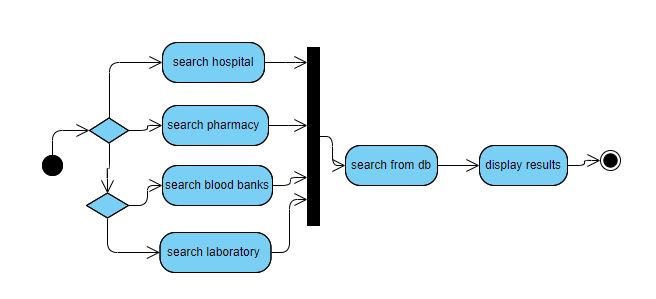 search hospital
search pharmacy
search blood banks
search laboratory
search from db
display results